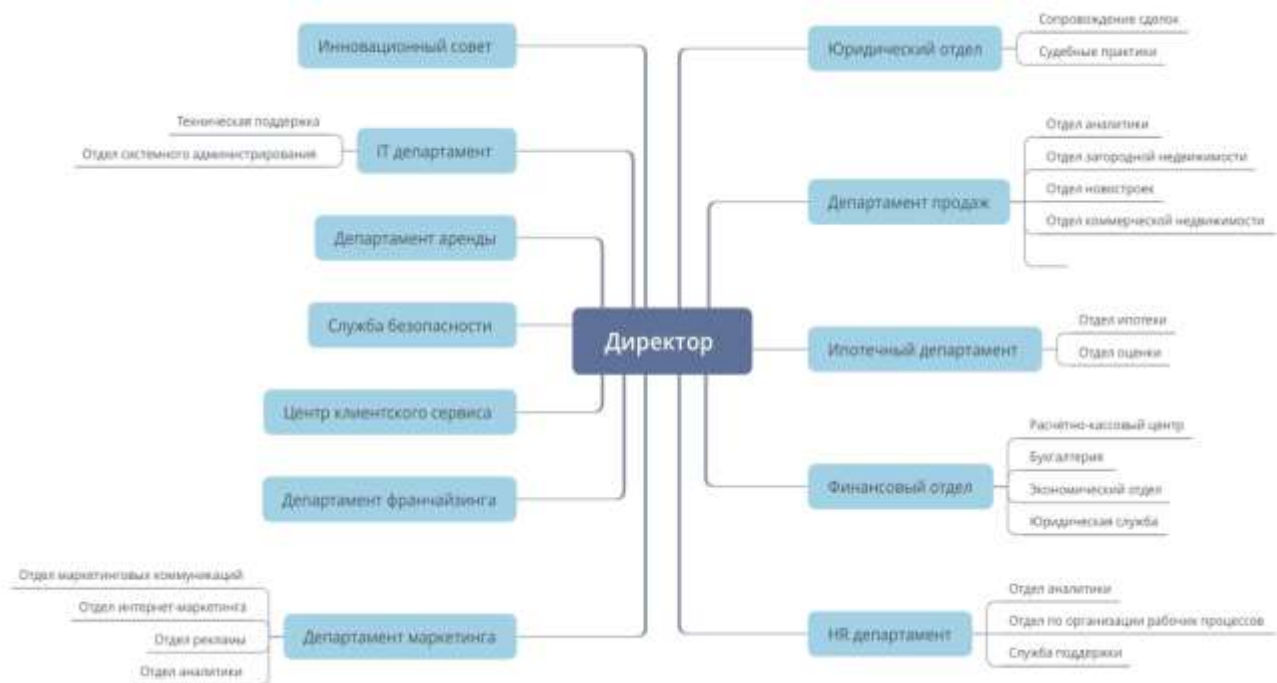 Инновационный совет
Техническая поддержка
Отдел системного администрирования
IT департамент
Департамент аренды
Служба безопасности
Центр клиентского сервиса
Департамент франчайзинга
Отдел маркетинговых коммуникаций
Отдел интернет-маркетинга
Отдел рекламы
Отдел аналитики
Департамент маркетинга
Директор
Юридический отдел
Сопровождение сделок
Судебные практики
Департамент продаж
Отдел аналитики
Отдел загородной недвижимости
Отдел новостроек
Отдел коммерческой недвижимости
Ипотечный департамент
Отдел ипотеки
Отдел оценки
Финансовый отдел
Расчётно-кассовый центр
Бухгалтерия
Экономический отдел
Юридическая служба
HR департамент
Отдел аналитики
Отдел по организации рабочих процессов
Служба поддержки